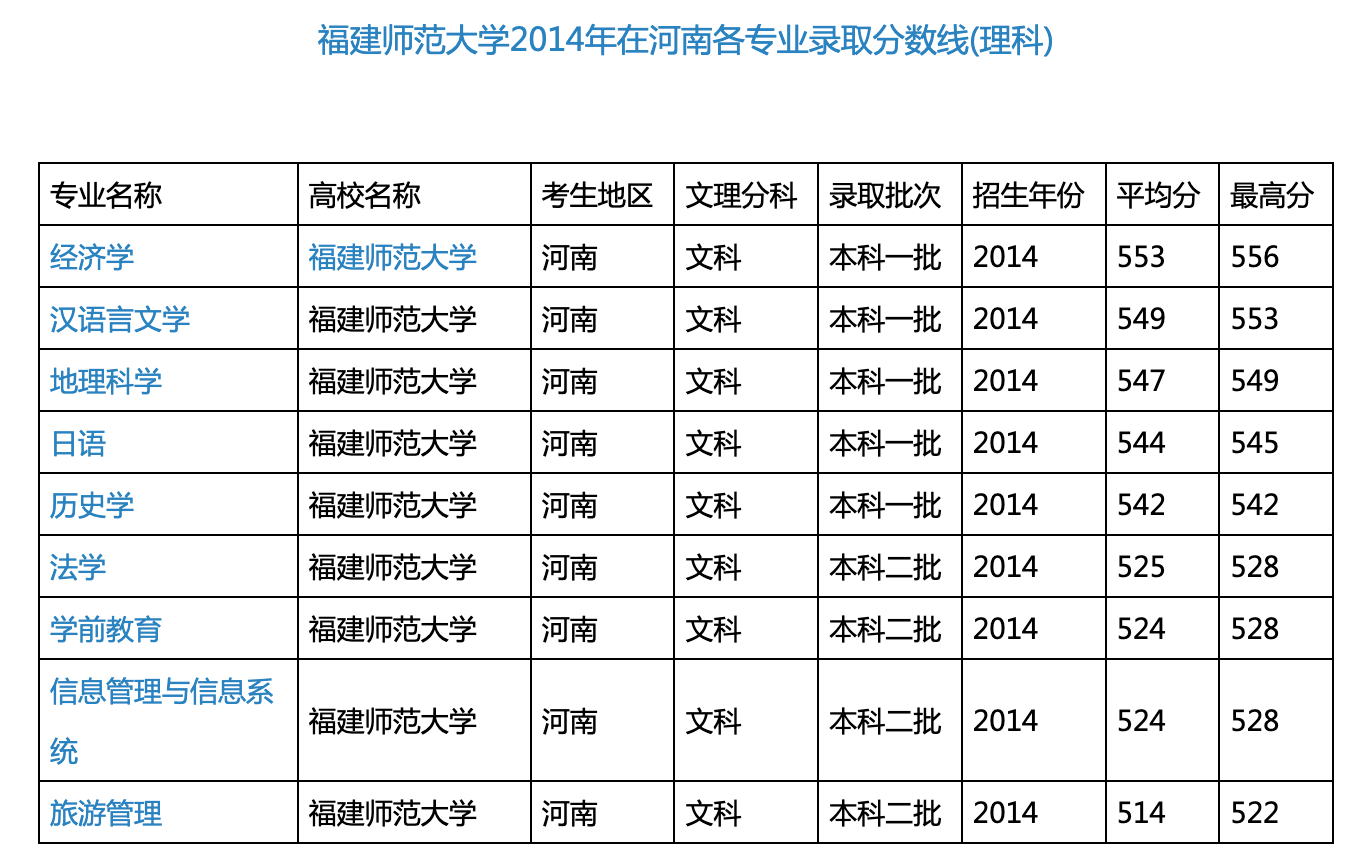 福建师范大学2014年在河南各专业录取分数线(理科)
专业名称 高校名称 考生地区 文理分科 录取批次 招生年份 平均分 最高分
经济学 福建师范大学 河南 文科 本科一批 2014 553 556
汉语言文学 福建师范大学 河南 文科 本科一批 2014 549 553
地理科学 福建师范大学 河南 文科 本科一批 2014 547 549
日语 福建师范大学 河南 文科 本科一批 2014 544 545
历史学 福建师范大学 河南 文科 本科一批 2014 542 542
法学 福建师范大学 河南 文科 本科二批 2014 525 528
学前教育 福建师范大学 河南 文科 本科二批 2014 524 528
信息管理与信息系
统 福建师范大学 河南 文科 本科二批 2014 524 528
旅游管理 福建师范大学 河南 文科 本科二批 2014 514 522